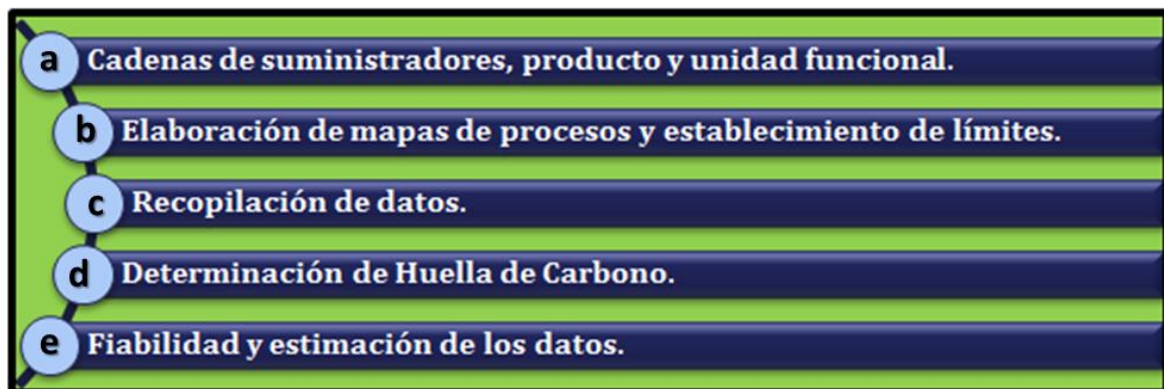 a Cadenas de suministradores, producto y unidad funcional.
b Elaboración de mapas de procesos y establecimiento de límites.
c Recopilación de datos.
d Determinación de Huella de Carbono.
e Fiabilidad y estimación de los datos.